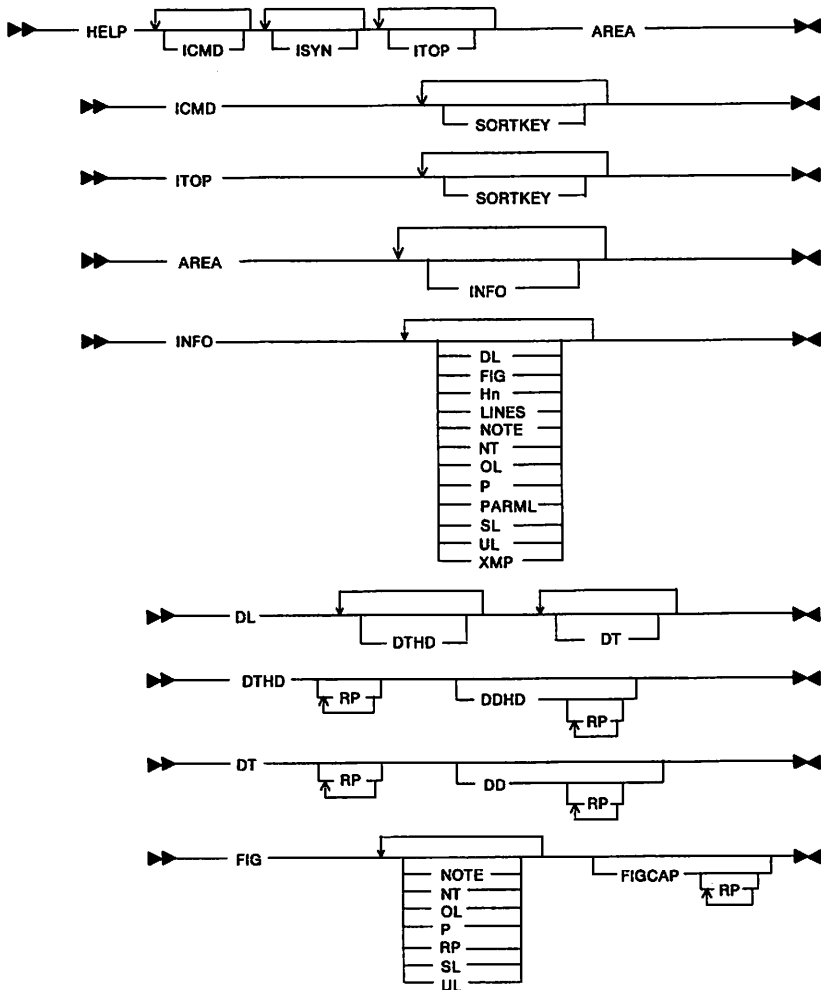 HELP ICMD ISYN ITOP AREA
ICMD SORTKEY
ITOP SORTKEY
AREA INFO
INFO
DL
FIG
Hn
LINES
NOTE
NT
OL
P
PARML
SL
UL
XMP
DL DTHD DT
DTHD RP DDHD RP
DT RP DD RP
FIG
NOTE
NT
OL
P
RP
SL
UL
FIGCAP RP